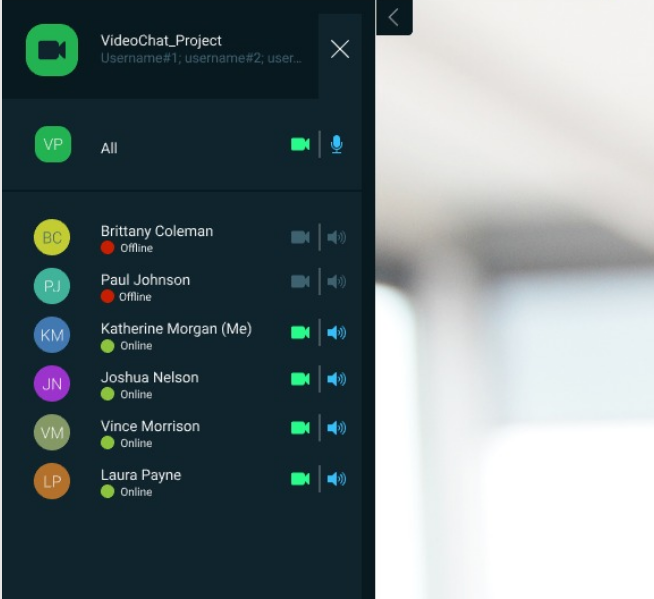 VideoChat_Project
Username#1; username#2; user...
VP
All
BC
Brittany Coleman
Offline
PJ
Paul Johnson
Offline
KM
Katherine Morgan (Me)
Online
JN
Joshua Nelson
Online
VM
Vince Morrison
Online
LP
Laura Payne
Online